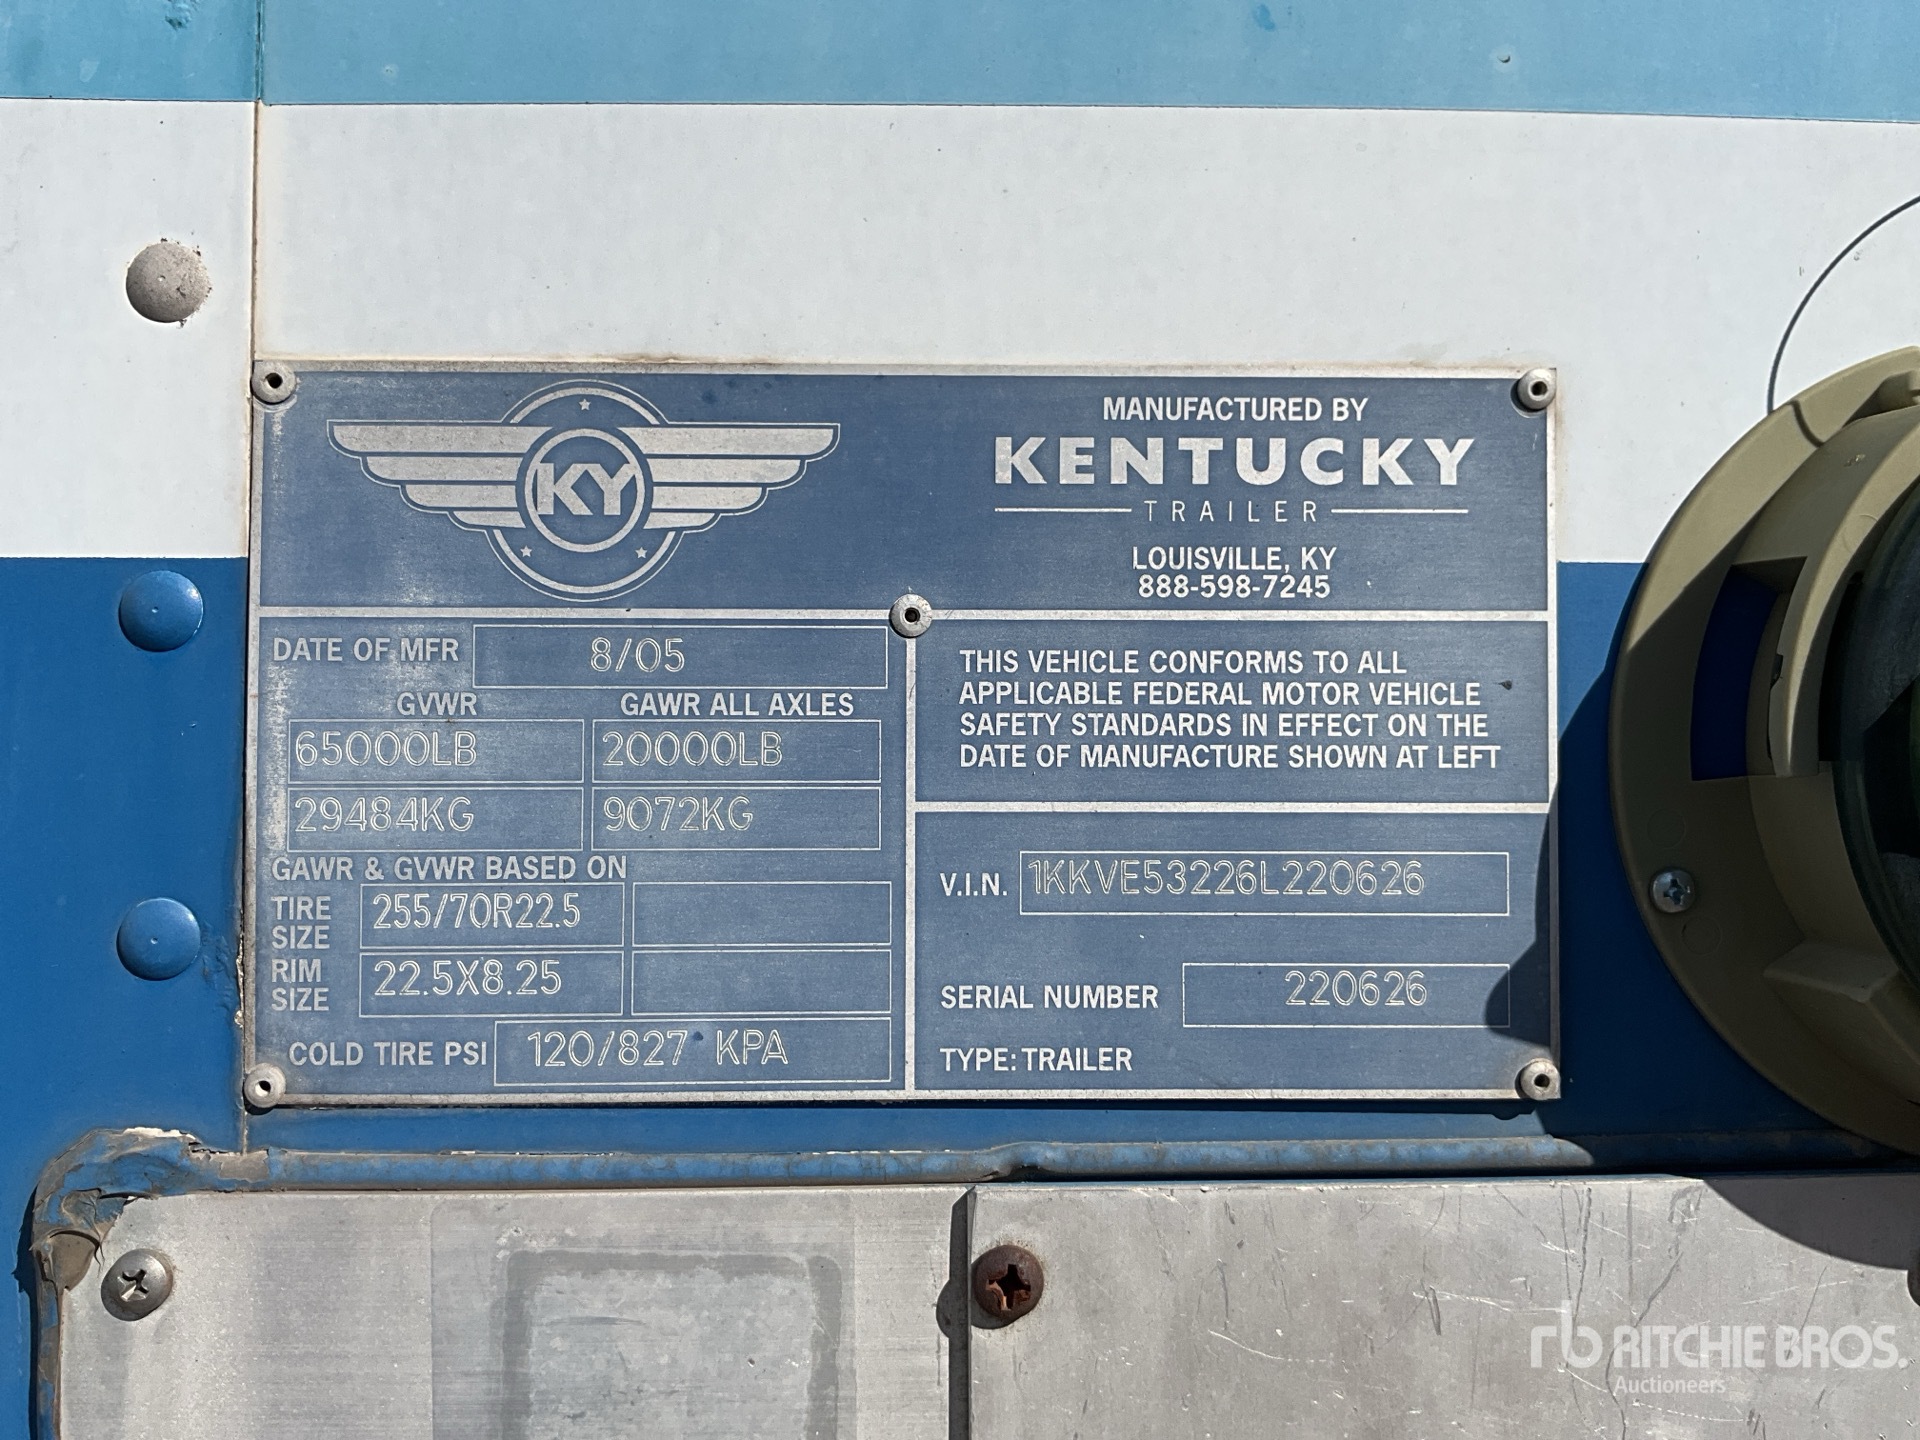 KY
MANUFACTURED BY
KENTUCKY
TRAILER
LOUISVILLE, KY
888-598-7245
DATE OF MFR 8/05
GVWR GAWR ALL AXLES
65000LB 20000LB
29484KG 9072KG
GAWR & GVWR BASED ON
TIRE SIZE 255/70R22.5
RIM SIZE 22.5X8.25
COLD TIRE PSI 120/827 KPA
THIS VEHICLE CONFORMS TO ALL
APPLICABLE FEDERAL MOTOR VEHICLE
SAFETY STANDARDS IN EFFECT ON THE
DATE OF MANUFACTURE SHOWN AT LEFT
V.I.N. 1KKVE53226L220626
SERIAL NUMBER 220626
TYPE: TRAILER
rb RITCHIE BROS.
Auctioneers